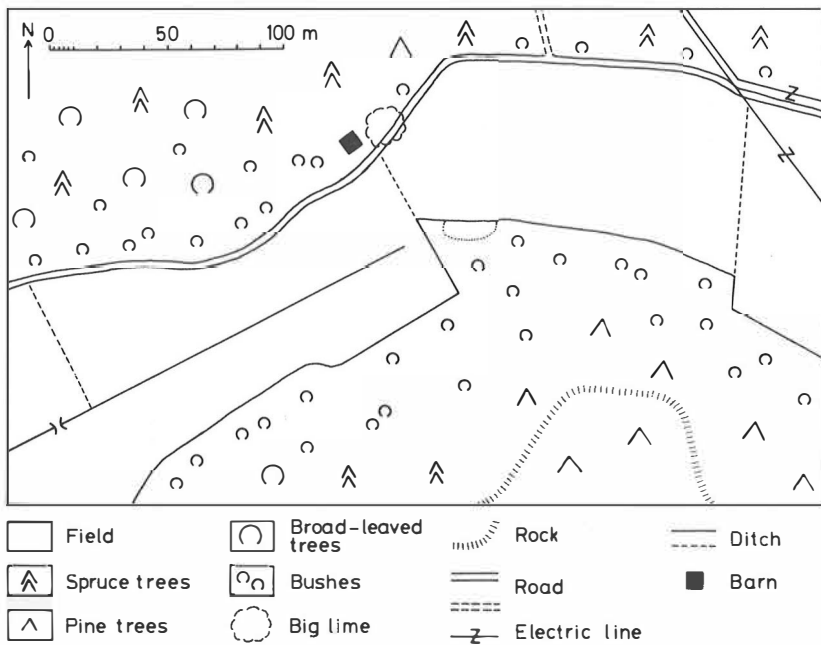 N
0 50 100 m
Z
Z
Field
Broad-leaved
trees
Rock
Ditch
Spruce trees
Bushes
Road
Barn
Pine trees
Big lime
Z
Electric line